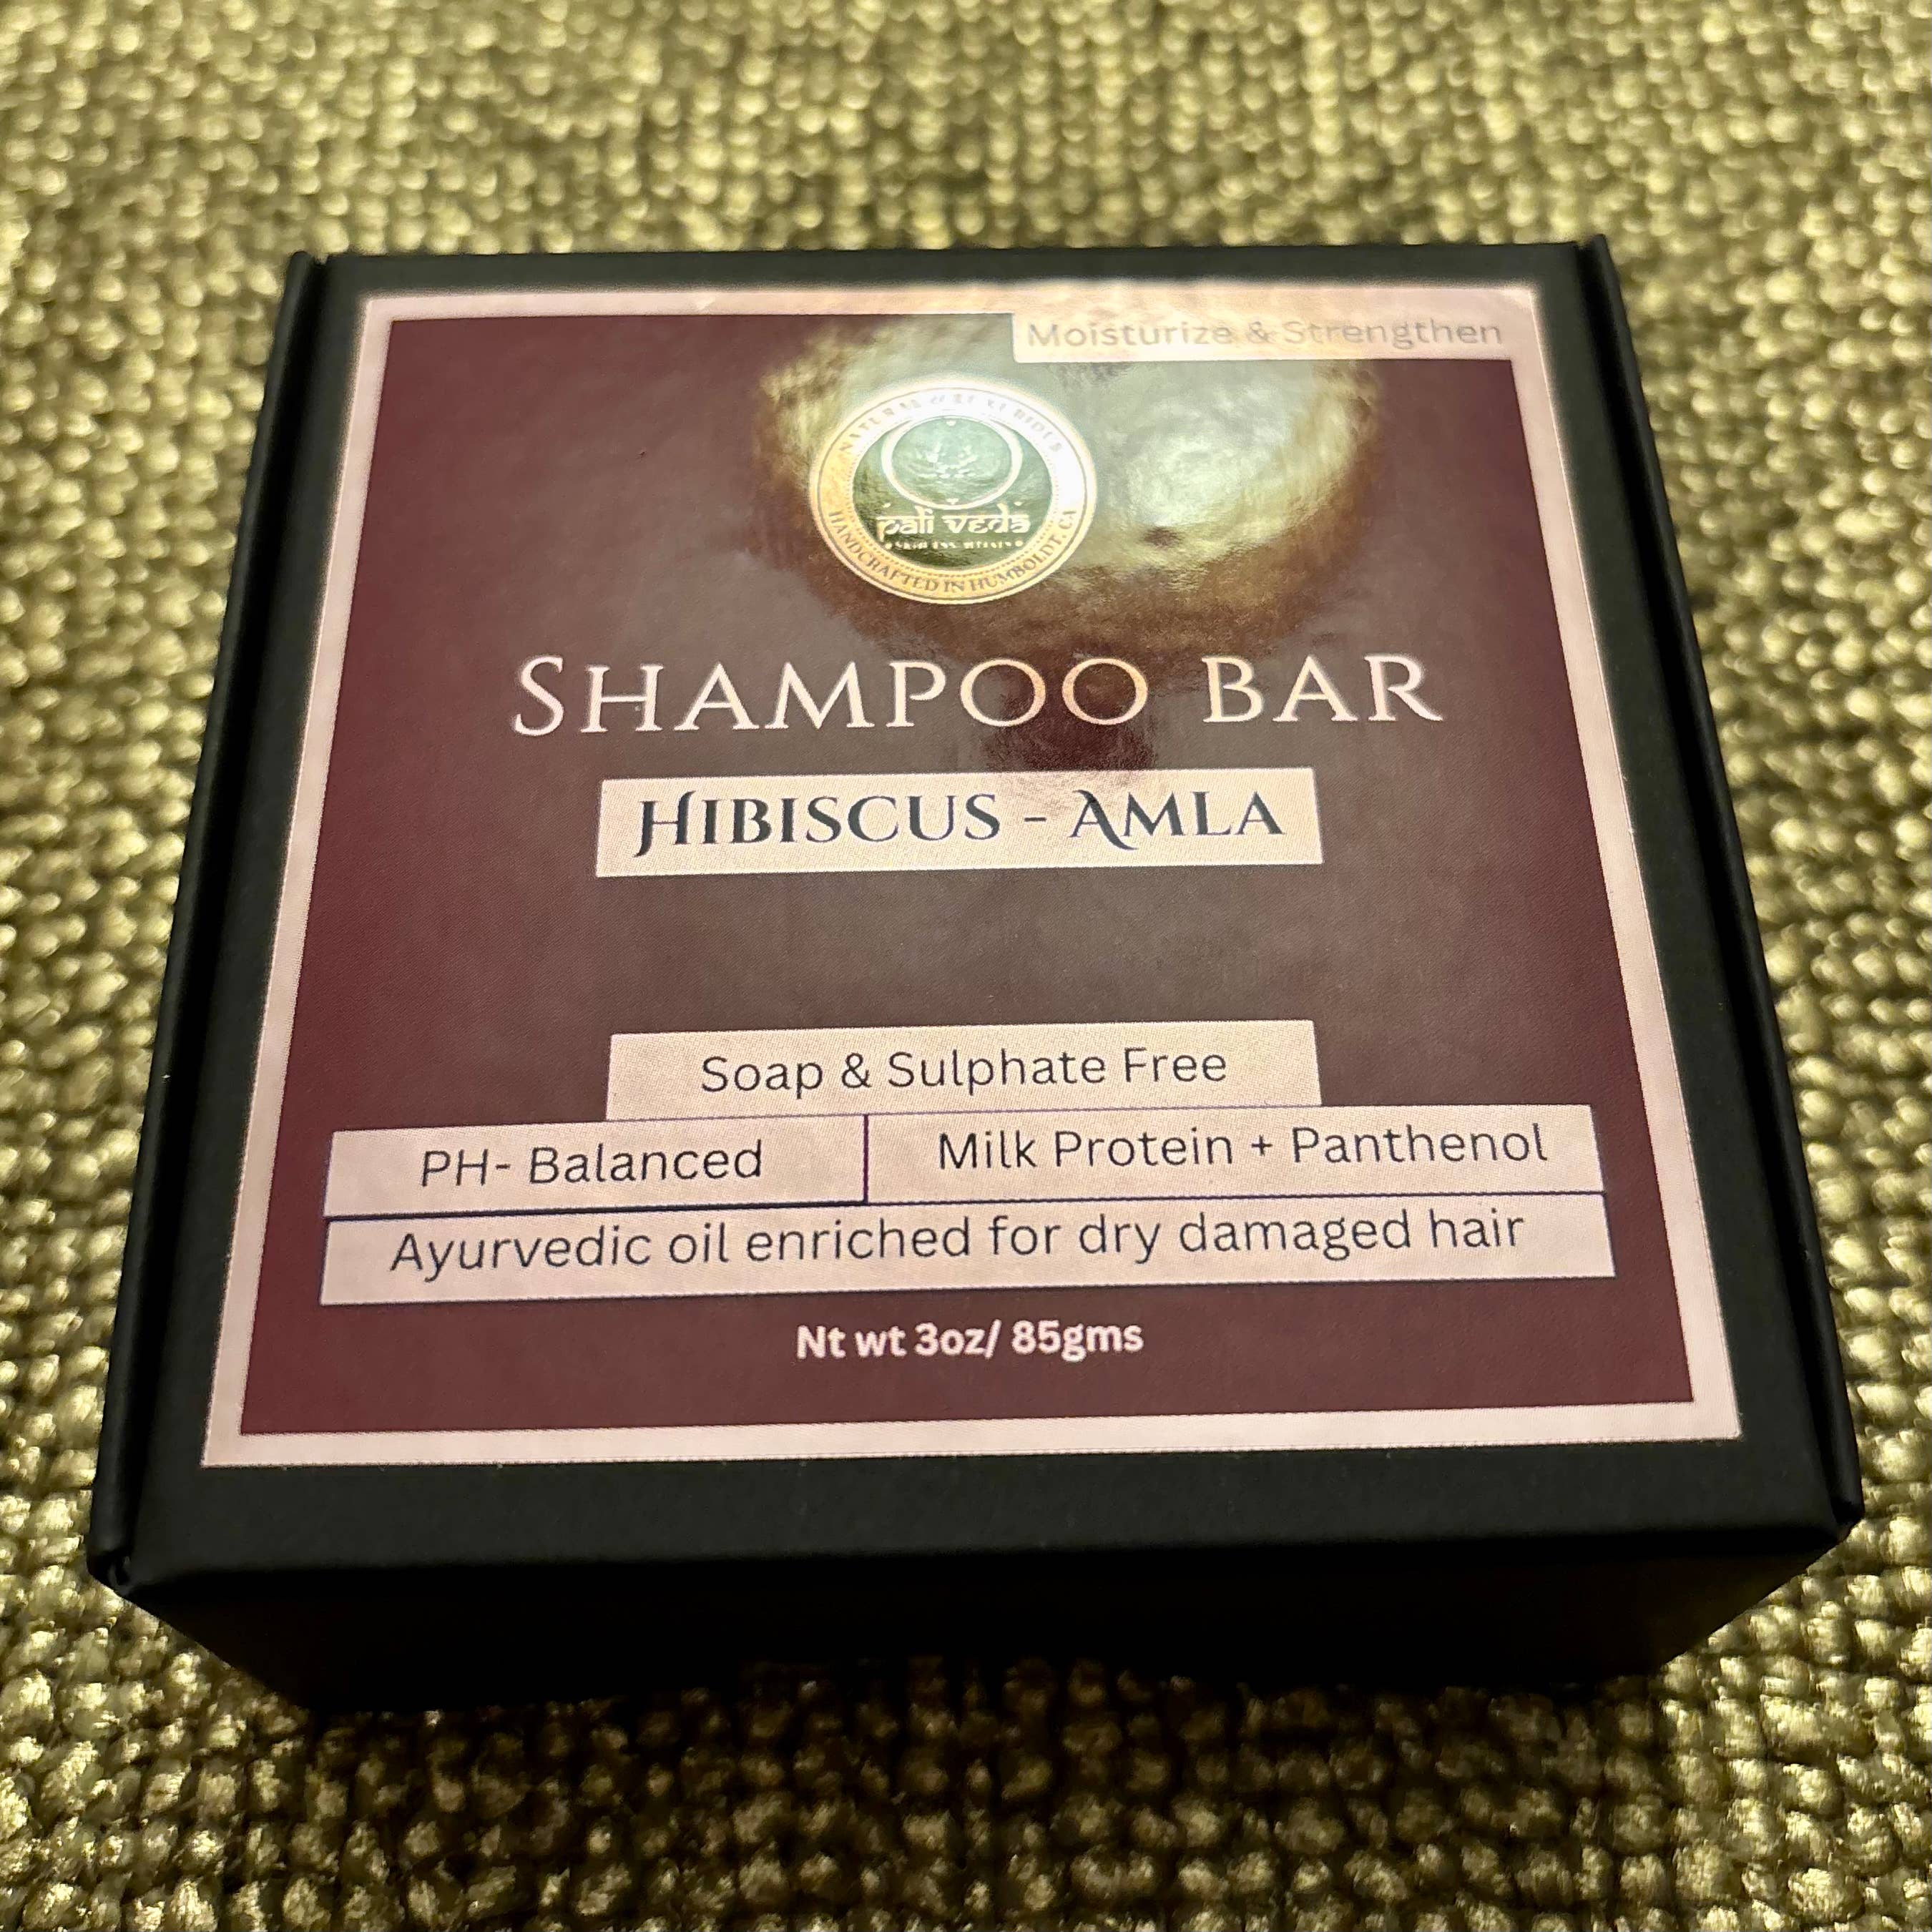 Moisturize & Strengthen
pali veda
HANDCRAFTED IN HUMBOLDT, CA
SHAMPOO BAR
HIBISCUS - AMLA
Soap & Sulphate Free
PH- Balanced
Milk Protein + Panthenol
Ayurvedic oil enriched for dry damaged hair
Nt wt 3oz/ 85gms